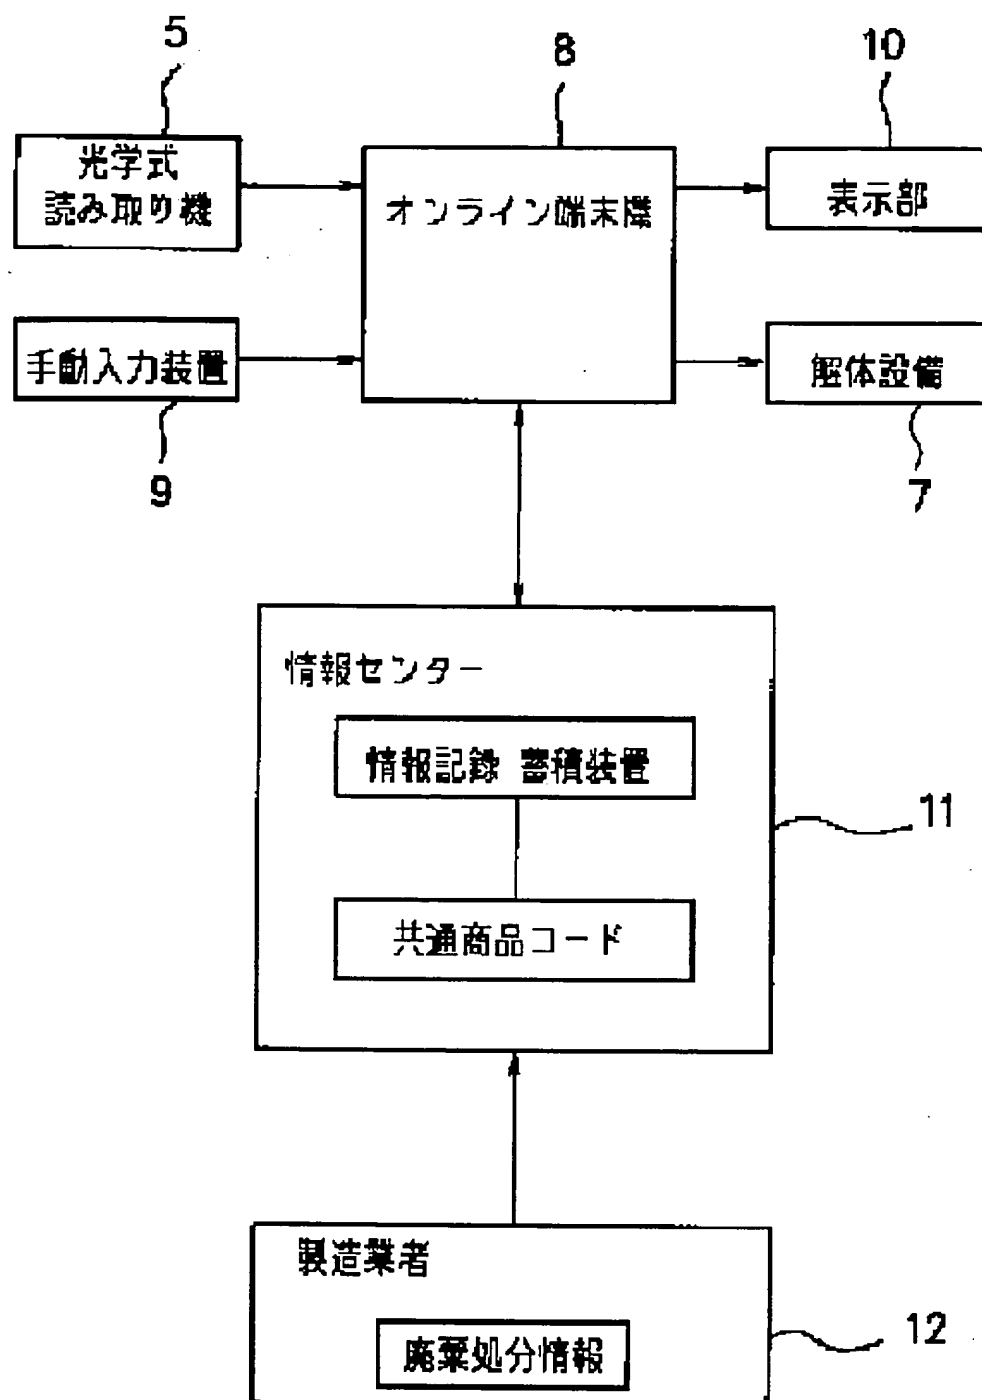 5
8
10
光学式
読み取り機
オンライン端末機
表示部
手動入力装置
解体設備
9
7
情報センター
情報記録 蓄積装置
11
共通商品コード
製造業者
12
廃棄処分情報